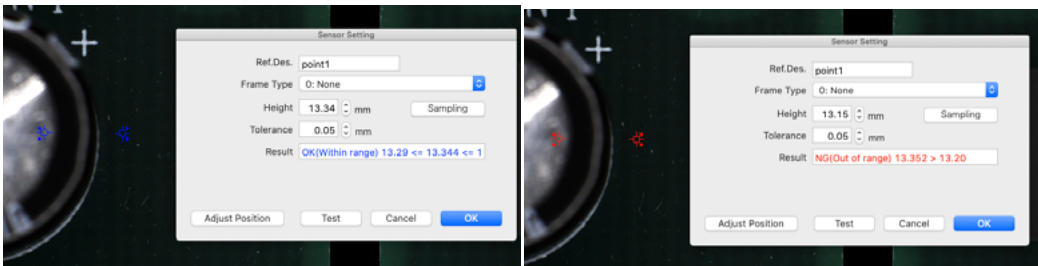 Sensor Setting
Ref.Des. point1
Frame Type 0: None
Height 13.34 mm Sampling
Tolerance 0.05 mm
Result OK(Within range) 13.29 <= 13.344 <= 1
Adjust Position Test Cancel OK
Sensor Setting
Ref.Des. point1
Frame Type 0: None
Height 13.15 mm Sampling
Tolerance 0.05 mm
Result NG(Out of range) 13.352 > 13.20
Adjust Position Test Cancel OK